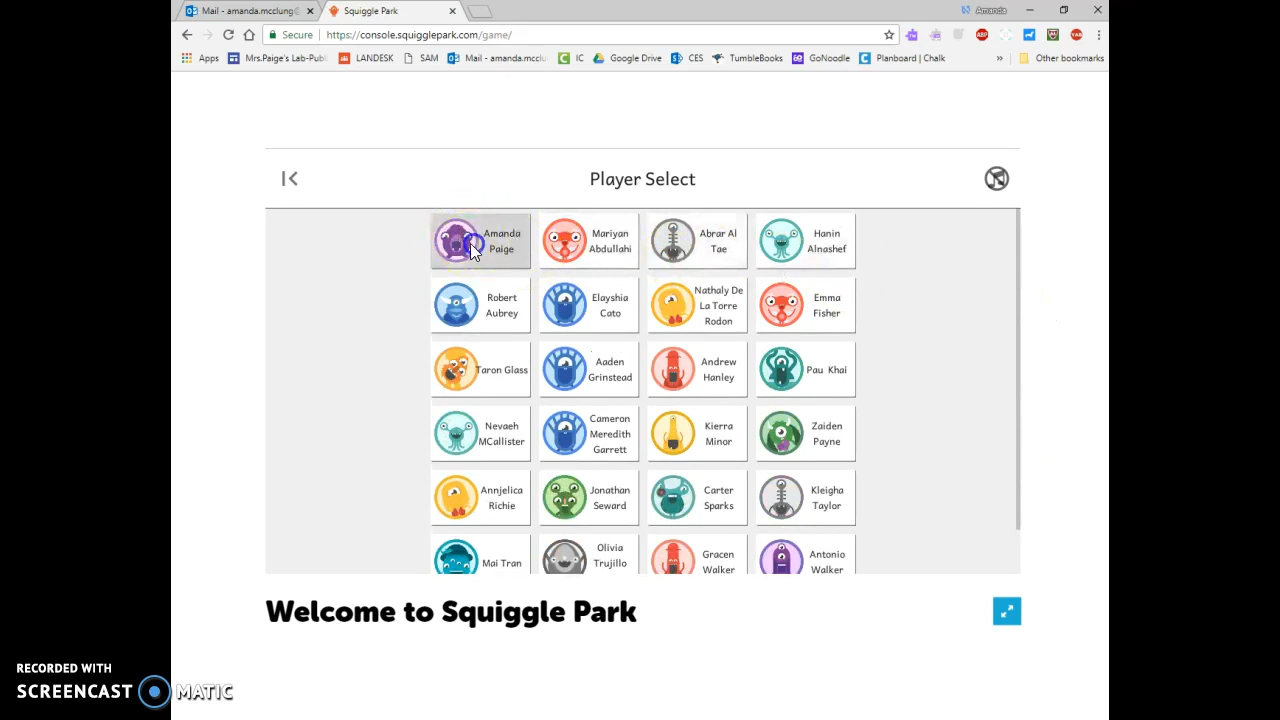 Mail - amanda.mcclung@
Squiggle Park
Amanda
Secure
https://console.squigglepark.com/game/
Apps
Mrs.Paige's Lab-Publ
LANDESK
SAM
Mail - amanda.mcclu
IC
Google Drive
CES
TumbleBooks
GoNoodle
Planboard | Chalk
»
Other bookmarks
Player Select
Amanda
Paige
Mariyan
Abdullahi
Abrar Al
Tae
Hanin
Alnashef
Robert
Aubrey
Elayshia
Cato
Nathaly De
La Torre
Rodon
Emma
Fisher
Taron Glass
Aaden
Grinstead
Andrew
Hanley
Pau Khai
Nevaeh
MCallister
Cameron
Meredith
Garrett
Kierra
Minor
Zaiden
Payne
Annjelica
Richie
Jonathan
Seward
Carter
Sparks
Kleigha
Taylor
Mai Tran
Olivia
Trujillo
Gracen
Walker
Antonio
Walker
Welcome to Squiggle Park
RECORDED WITH
SCREENCAST MATIC